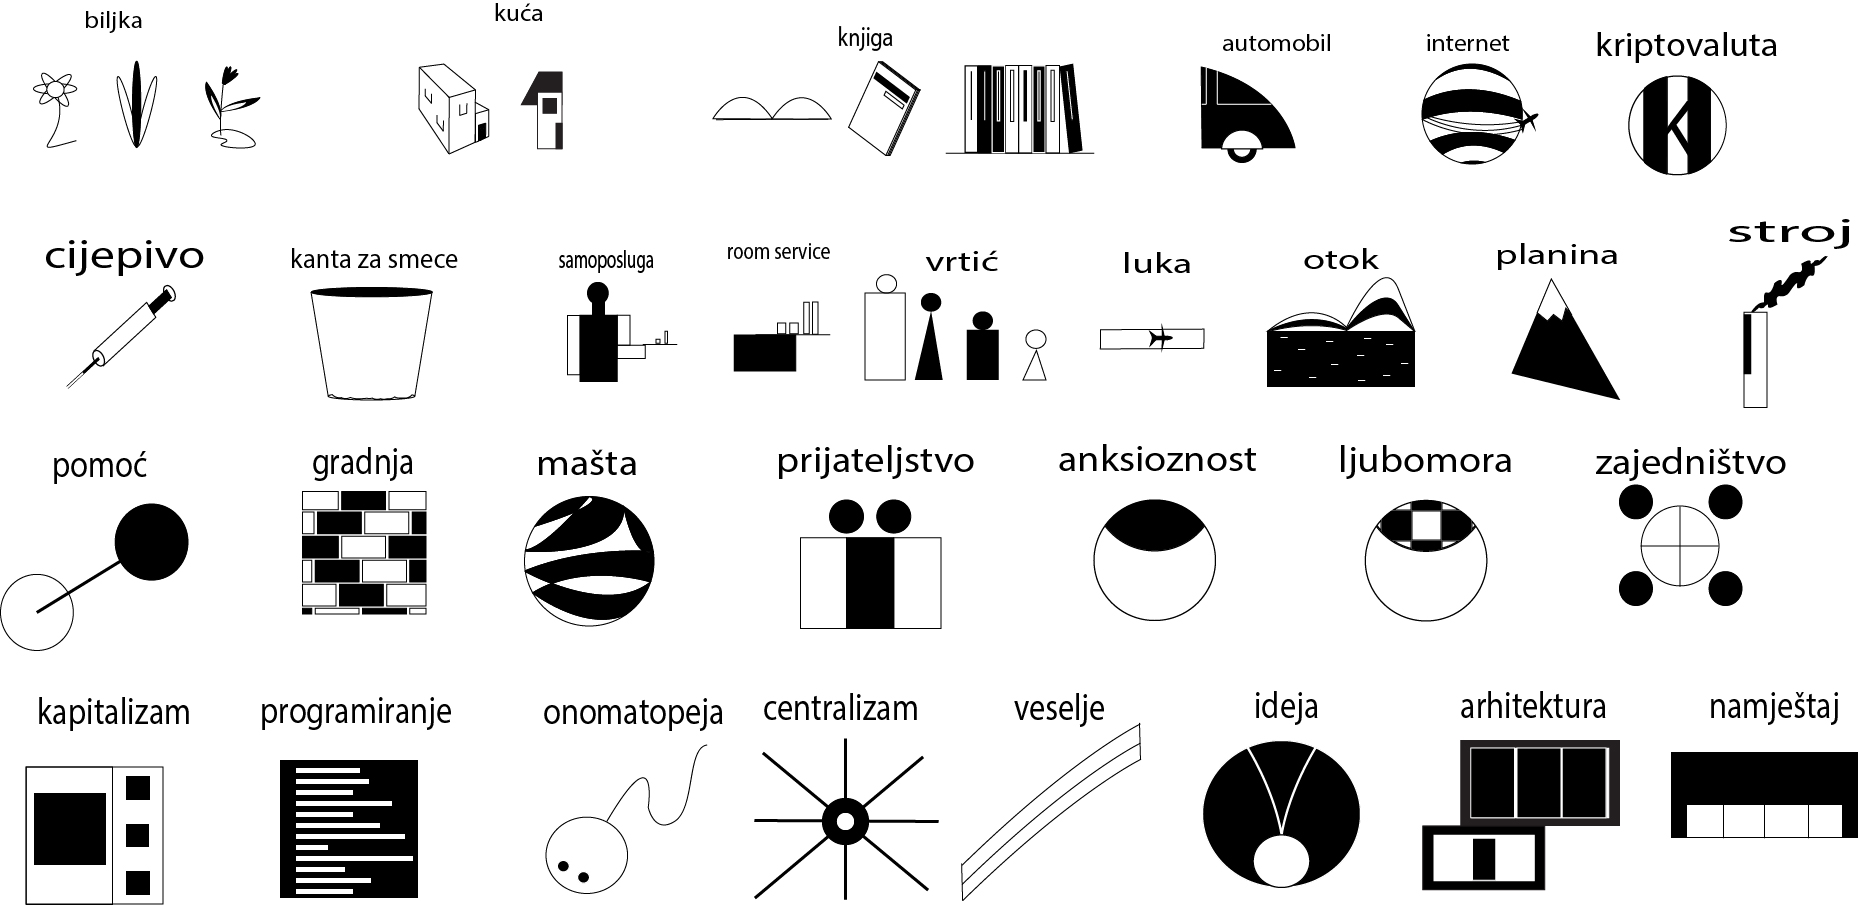 biljka
kuća
knjiga
automobil
internet
kriptovaluta
cijepivo
kanta za smece
samoposluga
room service
vrtić
luka
otok
planina
stroj
pomoć
gradnja
mašta
prijateljstvo
anksioznost
ljubomora
zajedništvo
kapitalizam
programiranje
onomatopeja
centralizam
veselje
ideja
arhitektura
namještaj